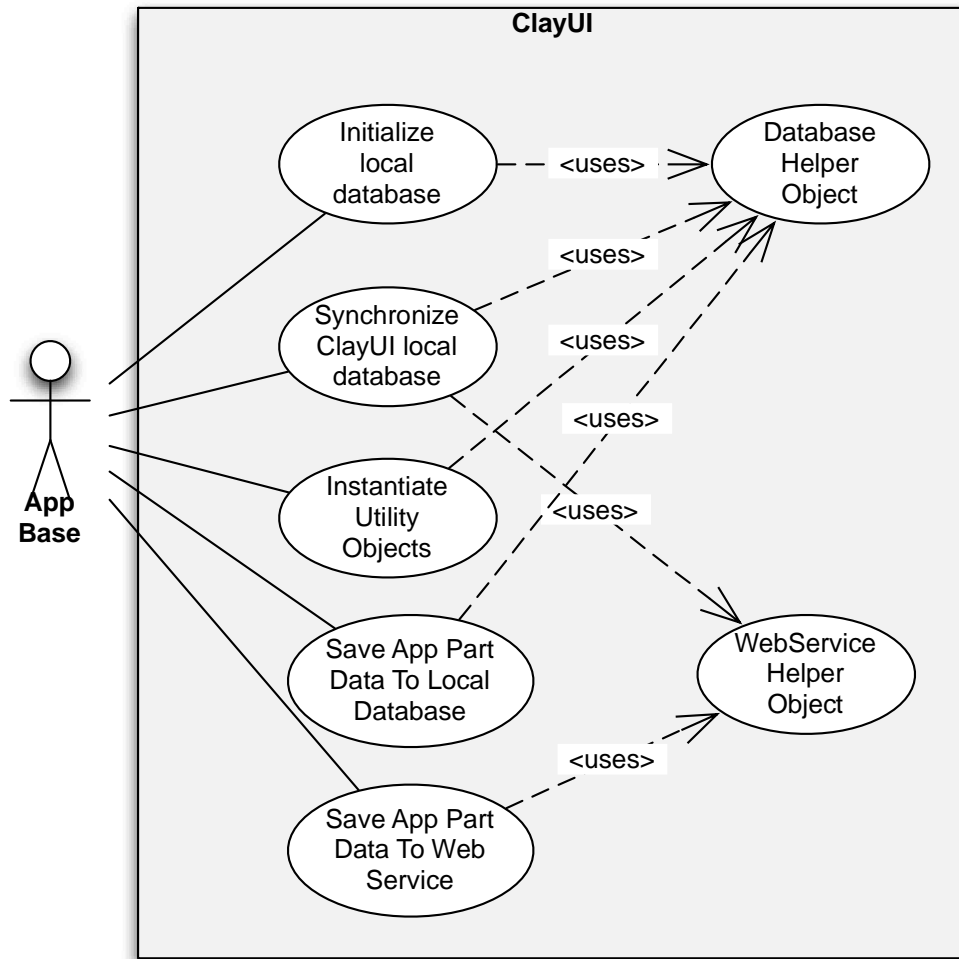 ClayUI
Initialize
local
database
<uses>
Database
Helper
Object
<uses>
Synchronize
ClayUI local
database
<uses>
<uses>
App
Base
Instantiate
Utility
Objects
<uses>
Save App Part
Data To Local
Database
WebService
Helper
Object
<uses>
Save App Part
Data To Web
Service